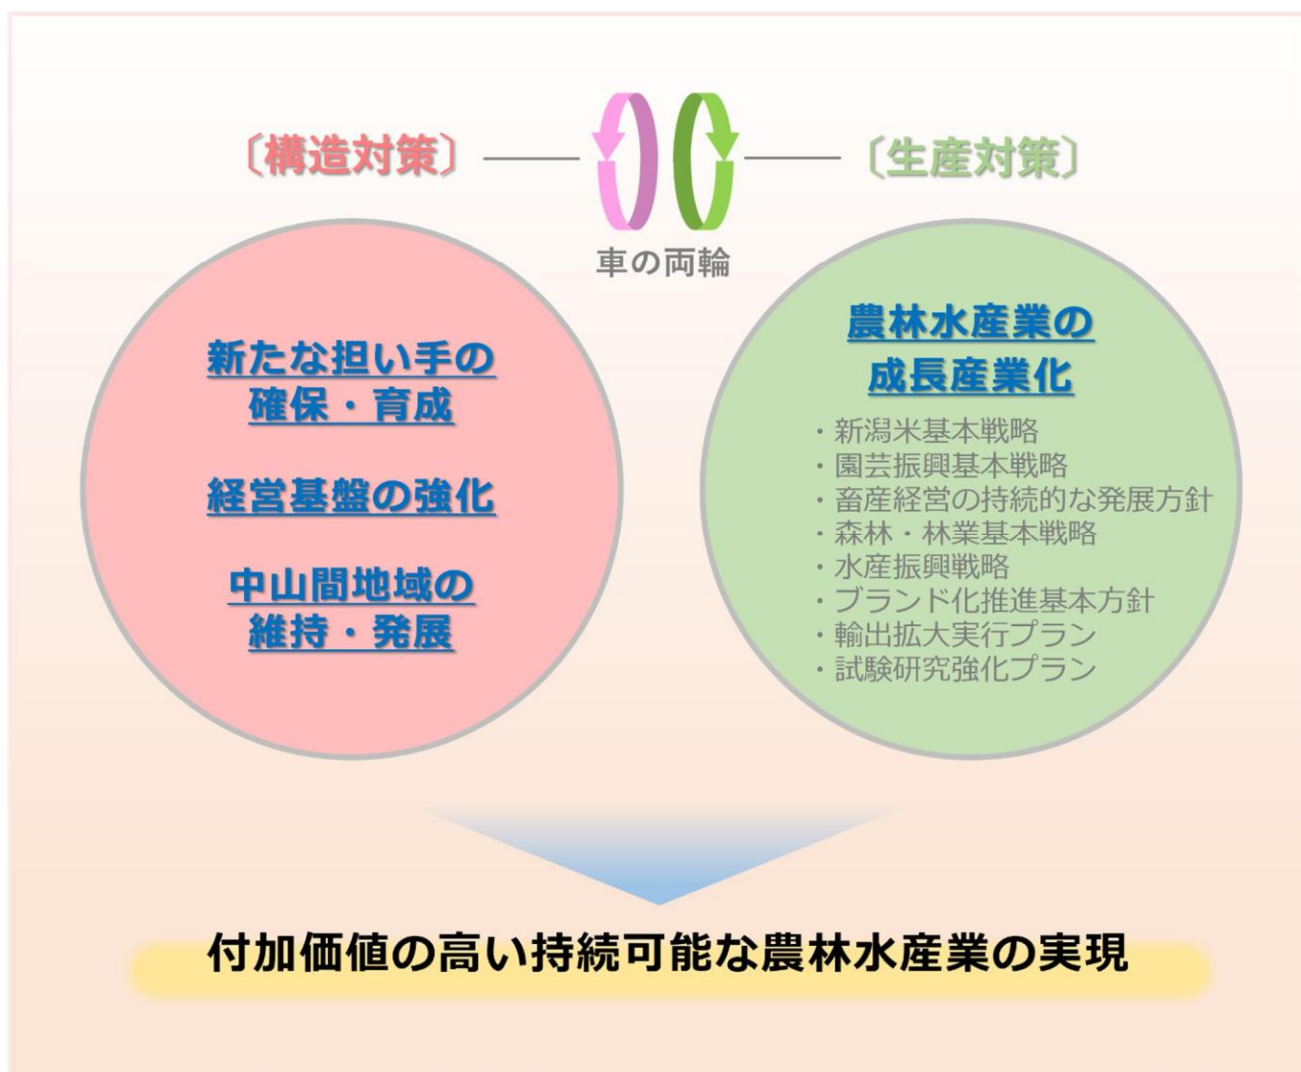 〔構造対策〕
車の両輪
〔生産対策〕
新たな担い手の
確保・育成
経営基盤の強化
中山間地域の
維持・発展
農林水産業の
成長産業化
・新潟米基本戦略
・園芸振興基本戦略
・畜産経営の持続的な発展方針
・森林・林業基本戦略
・水産振興戦略
・ブランド化推進基本方針
・輸出拡大実行プラン
・試験研究強化プラン
付加価値の高い持続可能な農林水産業の実現